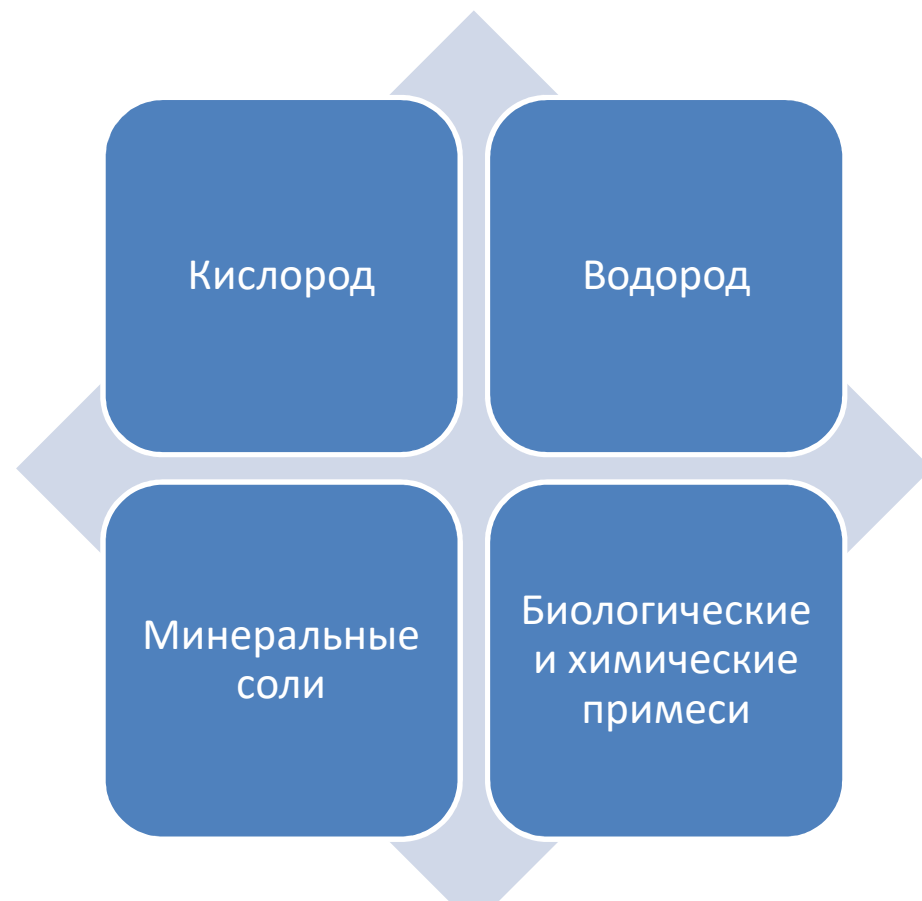 Кислород
Водород
Минеральные
соли
Биологические
и химические
примеси